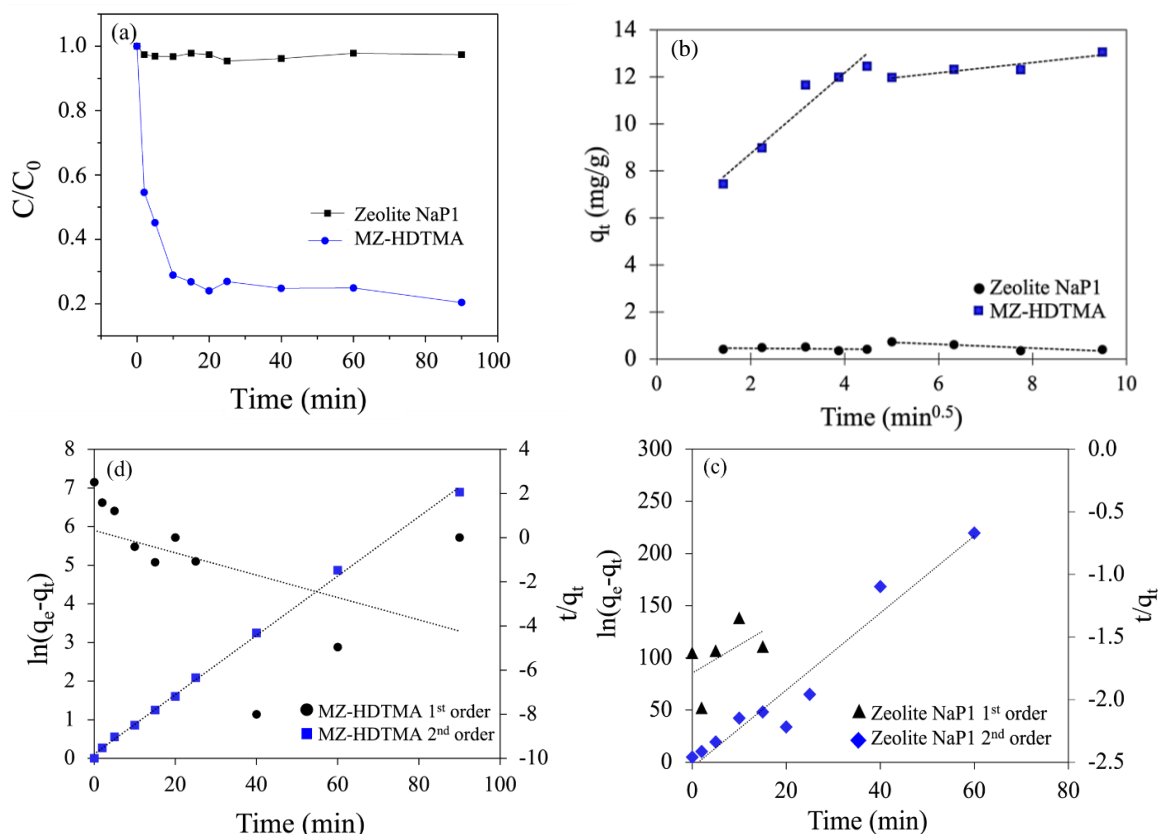 (a)
C/C0
1.0
0.8
0.6
0.4
0.2
Zeolite NaP1
MZ-HDTMA
0 20 40 60 80 100
Time (min)
(b)
qt (mg/g)
14
12
10
8
6
4
2
0
Zeolite NaP1
MZ-HDTMA
0 2 4 6 8 10
Time (min0.5)
(d)
ln(qe-qt)
8
7
6
5
4
3
2
1
0
4
2
0
-2
-4
-6
-8
-10
t/qt
MZ-HDTMA 1st order
MZ-HDTMA 2nd order
0 20 40 60 80 100
Time (min)
(c)
ln(qe-qt)
300
250
200
150
100
50
0
0.0
-0.5
-1.0
-1.5
-2.0
-2.5
t/qt
Zeolite NaP1 1st order
Zeolite NaP1 2nd order
0 20 40 60 80
Time (min)